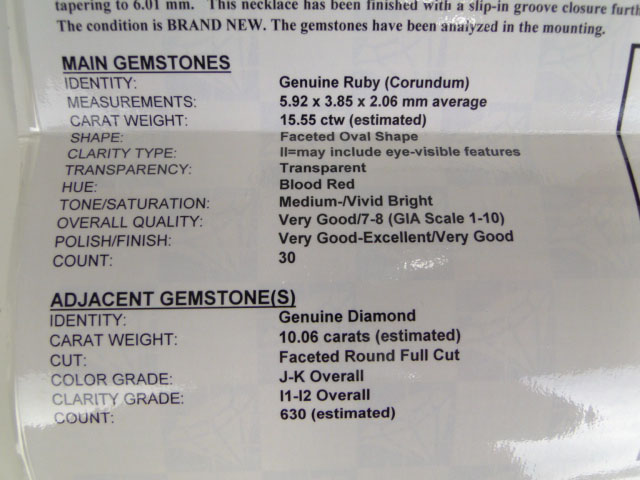 tapering to 6.01 mm. This necklace has been finished with a slip-in groove closure furth
The condition is BRAND NEW. The gemstones have been analyzed in the mounting.
MAIN GEMSTONES
IDENTITY: Genuine Ruby (Corundum)
MEASUREMENTS: 5.92 x 3.85 x 2.06 mm average
CARAT WEIGHT: 15.55 ctw (estimated)
SHAPE: Faceted Oval Shape
CLARITY TYPE: II=may include eye-visible features
TRANSPARENCY: Transparent
HUE: Blood Red
TONE/SATURATION: Medium-/Vivid Bright
OVERALL QUALITY: Very Good/7-8 (GIA Scale 1-10)
POLISH/FINISH: Very Good-Excellent/Very Good
COUNT: 30
ADJACENT GEMSTONE(S)
IDENTITY: Genuine Diamond
CARAT WEIGHT: 10.06 carats (estimated)
CUT: Faceted Round Full Cut
COLOR GRADE: J-K Overall
CLARITY GRADE: I1-I2 Overall
COUNT: 630 (estimated)